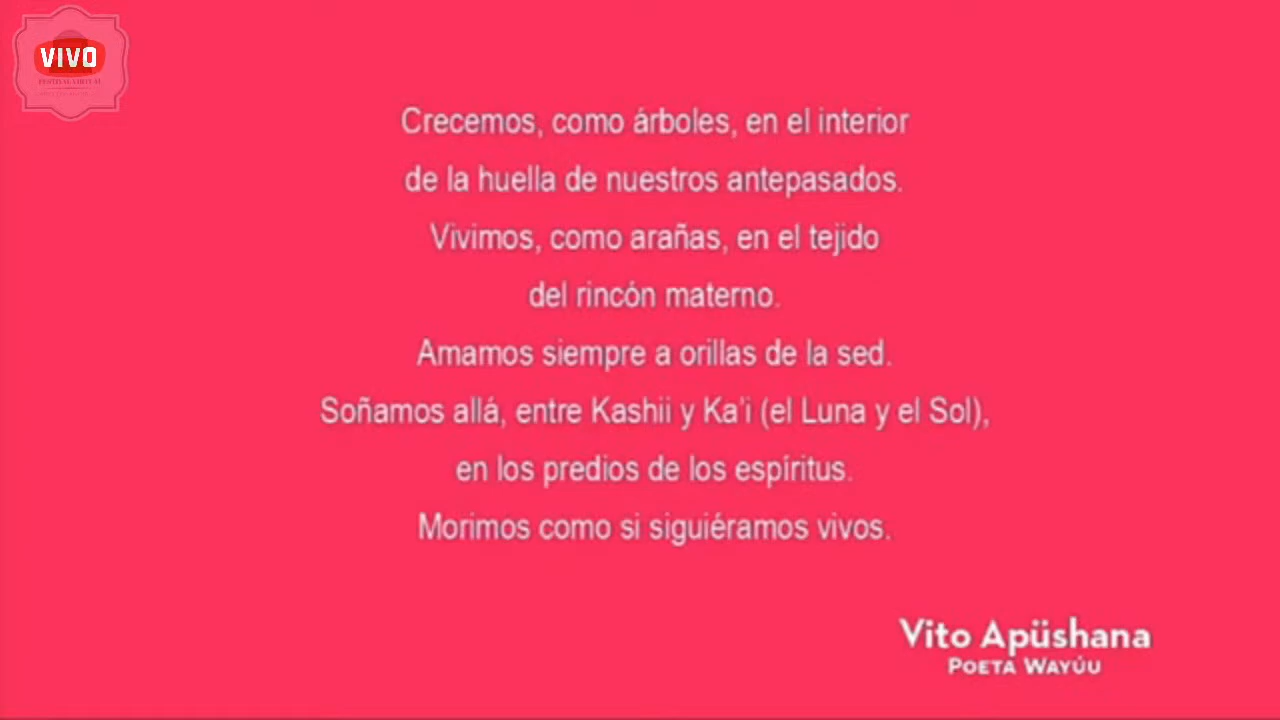 VIVO
FESTIVAL VIRTUAL
Crecemos, como árboles, en el interior
de la huella de nuestros antepasados.
Vivimos, como arañas, en el tejido
del rincón materno.
Amamos siempre a orillas de la sed.
Soñamos allá, entre Kashii y Ka'i (el Luna y el Sol),
en los predios de los espíritus.
Morimos como si siguiéramos vivos.
Vito Apüshana
POETA WAYÚU